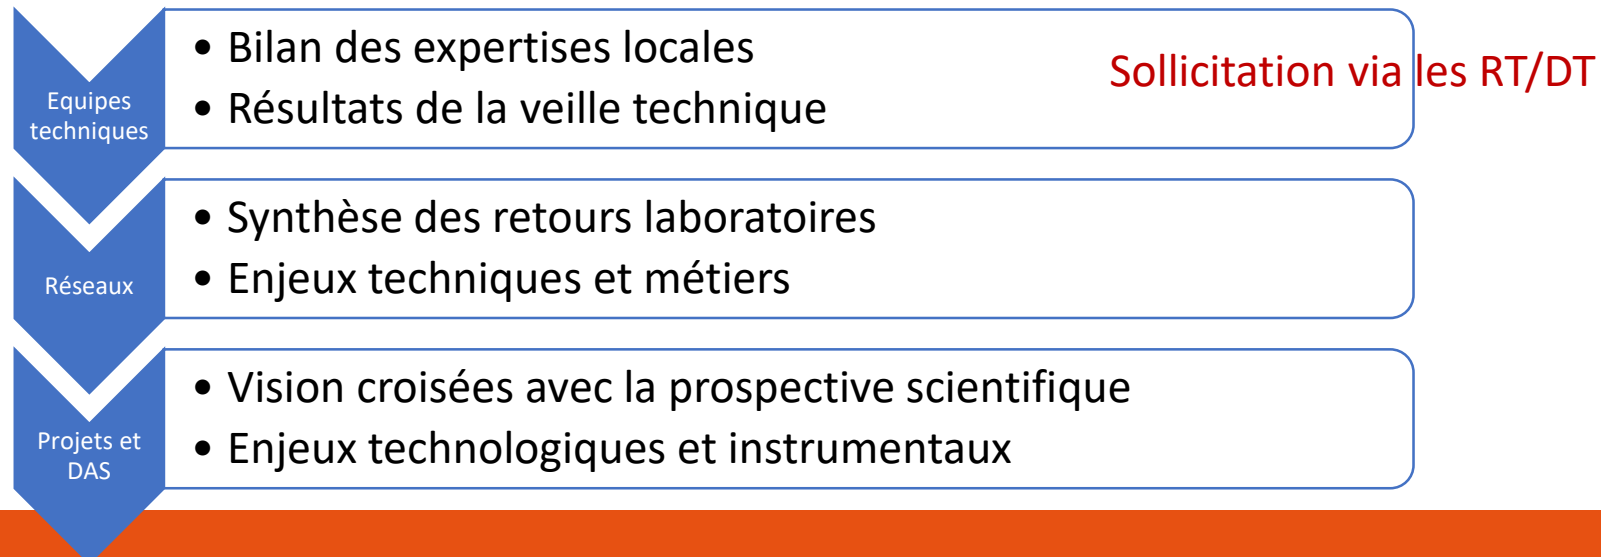 Equipes
techniques
• Bilan des expertises locales
• Résultats de la veille technique
Sollicitation via les RT/DT
Réseaux
• Synthèse des retours laboratoires
• Enjeux techniques et métiers
Projets et
DAS
• Vision croisées avec la prospective scientifique
• Enjeux technologiques et instrumentaux